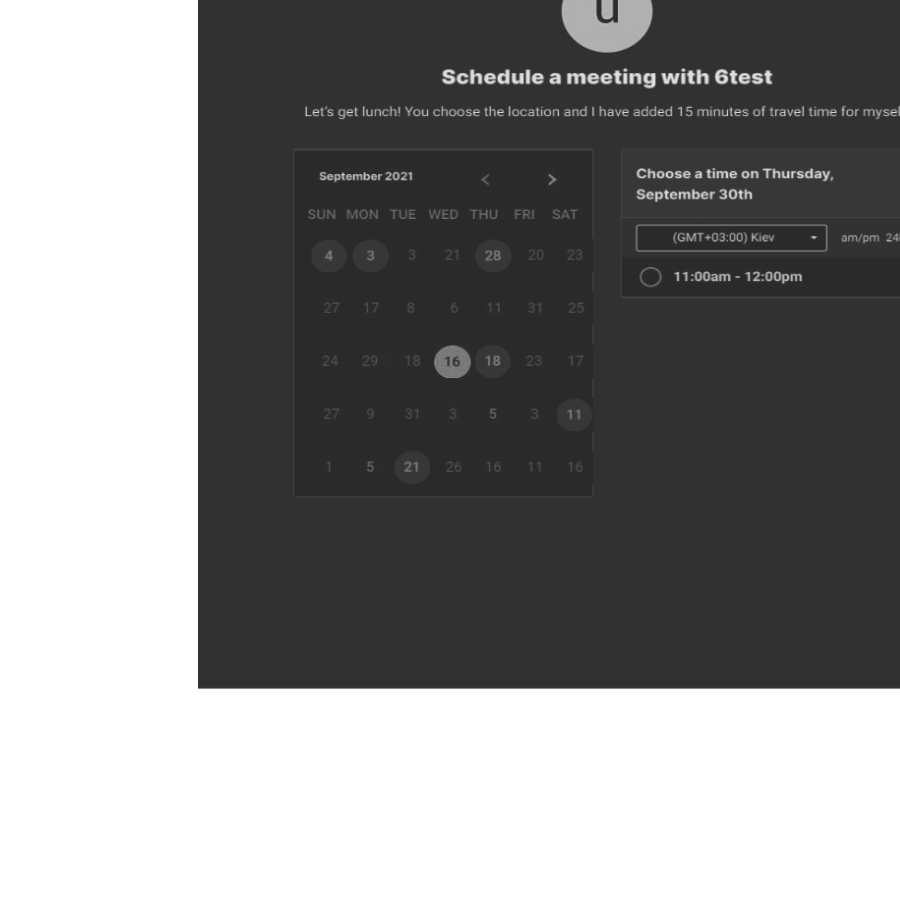 u
Schedule a meeting with 6test
Let's get lunch! You choose the location and I have added 15 minutes of travel time for
September 2021 < >
SUN MON TUE WED THU FRI SAT
4 3 3 21 28 20 23
27 17 8 6 11 31 25
24 29 18 16 18 23 17
27 9 31 3 5 3 11
1 5 21 26 16 11 16
Choose a time on Thursday,
September 30th
(GMT+03:00) Kiev am/pm
11:00am - 12:00pm